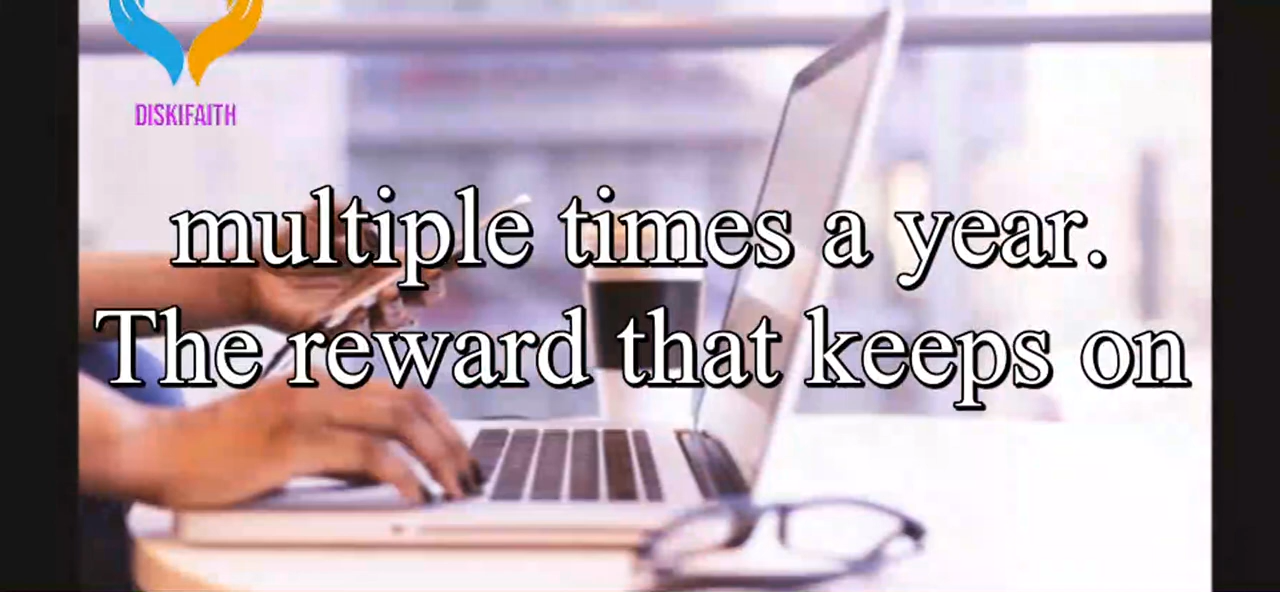 DISKIFAITH
multiple times a year.
The reward that keeps on